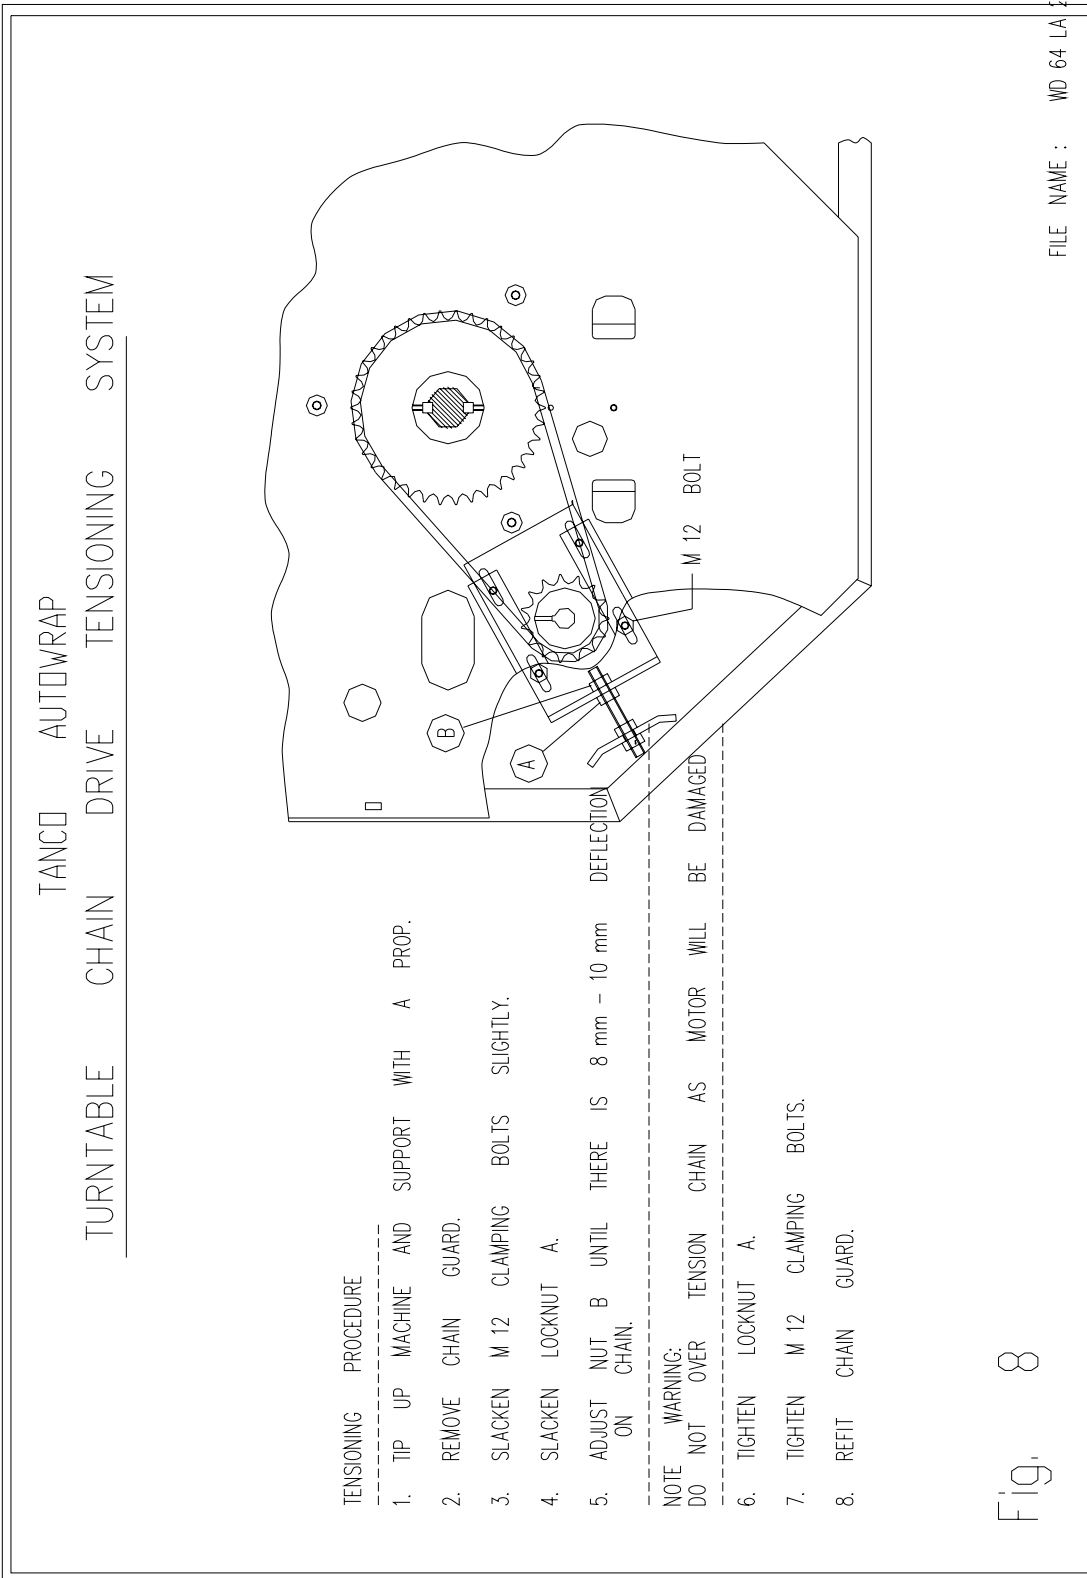 TANCO AUTOWRAP
TURNTABLE CHAIN DRIVE TENSIONING SYSTEM
TENSIONING PROCEDURE
1. TIP UP MACHINE AND SUPPORT WITH A PROP.
2. REMOVE CHAIN GUARD.
3. SLACKEN M 12 CLAMPING BOLTS SLIGHTLY.
4. SLACKEN LOCKNUT A.
5. ADJUST NUT B UNTIL THERE IS 8 mm - 10 mm DEFLECTION
ON CHAIN.
NOTE WARNING:
DO NOT OVER TENSION CHAIN AS MOTOR WILL BE DAMAGED
6. TIGHTEN LOCKNUT A.
7. TIGHTEN M 12 CLAMPING BOLTS.
8. REFIT CHAIN GUARD.
B
A
M 12 BOLT
Fig. 8
FILE NAME : WD 64 LA